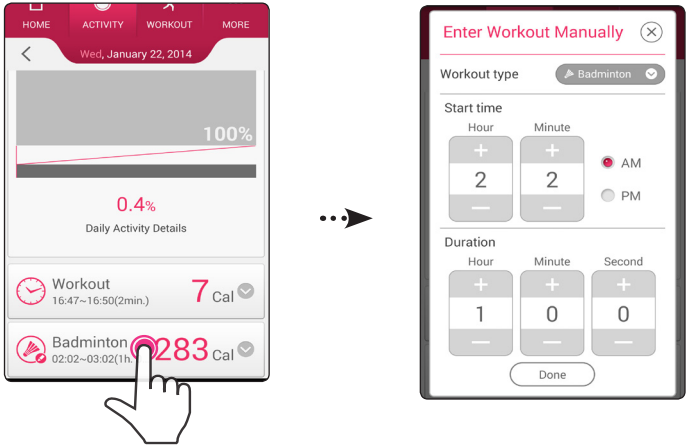 HOME ACTIVITY WORKOUT MORE
Wed, January 22, 2014
100%
0.4%
Daily Activity Details
Workout
16:47~16:50(2min.)
7 Cal
Badminton
02:02~03:02(1h.
283 Cal
Enter Workout Manually
Workout type
Badminton
Start time
Hour Minute
+ +
2 2
AM
PM
— —
Duration
Hour Minute Second
+ + +
1 0 0
— — —
Done